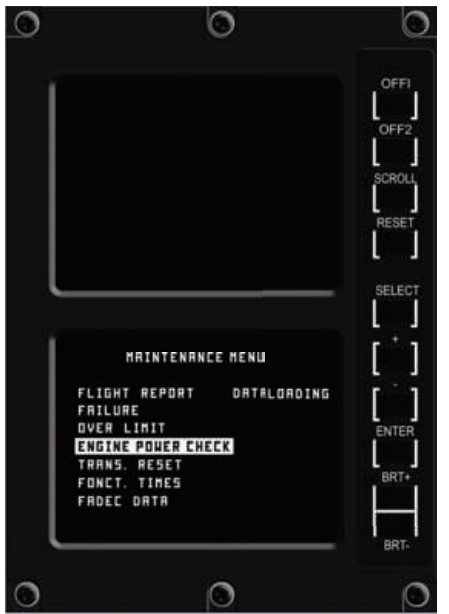 OFF1
OFF2
SCROLL
RESET
SELECT
+
-
ENTER
BRT+
BRT-
MAINTENANCE MENU
FLIGHT REPORT DATALOADING
FAILURE
OVER LIMIT
ENGINE POWER CHECK
TRANS. RESET
FONCT. TIMES
FADEC DATA